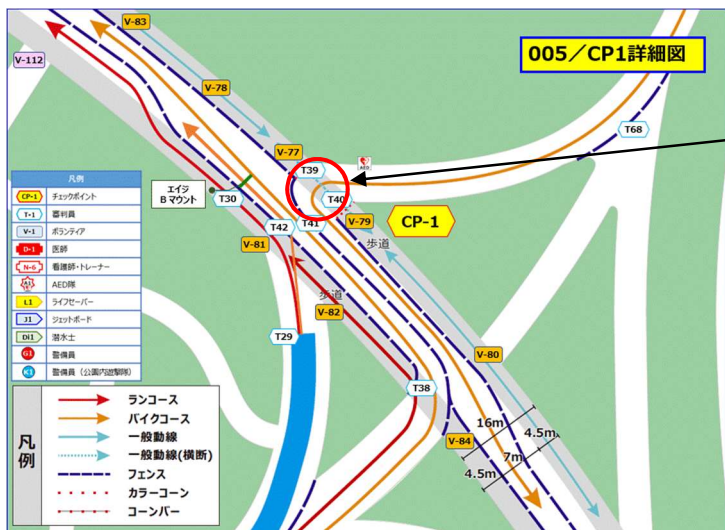 005／CP1詳細図
V-83
V-112
V-78
V-77
T39
T68
AED
エイジ
Bマウント
T30
T40
T42
T41
V-79
CP-1
V-81
歩道
歩道
V-82
T29
V-80
T38
16m
4.5m
V-84
7m
4.5m
凡例
CP-1 チェックポイント
T-1 審判員
V-1 ボランティア
D-1 医師
N-6 看護師・トレーナー
A1 AED隊
L1 ライフセーバー
J1 ジェットボード
Di1 潜水士
G1 警備員
K1 警備員（公園内遊撃隊）
凡例
ランコース
バイクコース
一般動線
一般動線(横断)
フェンス
カラーコーン
コーンバー